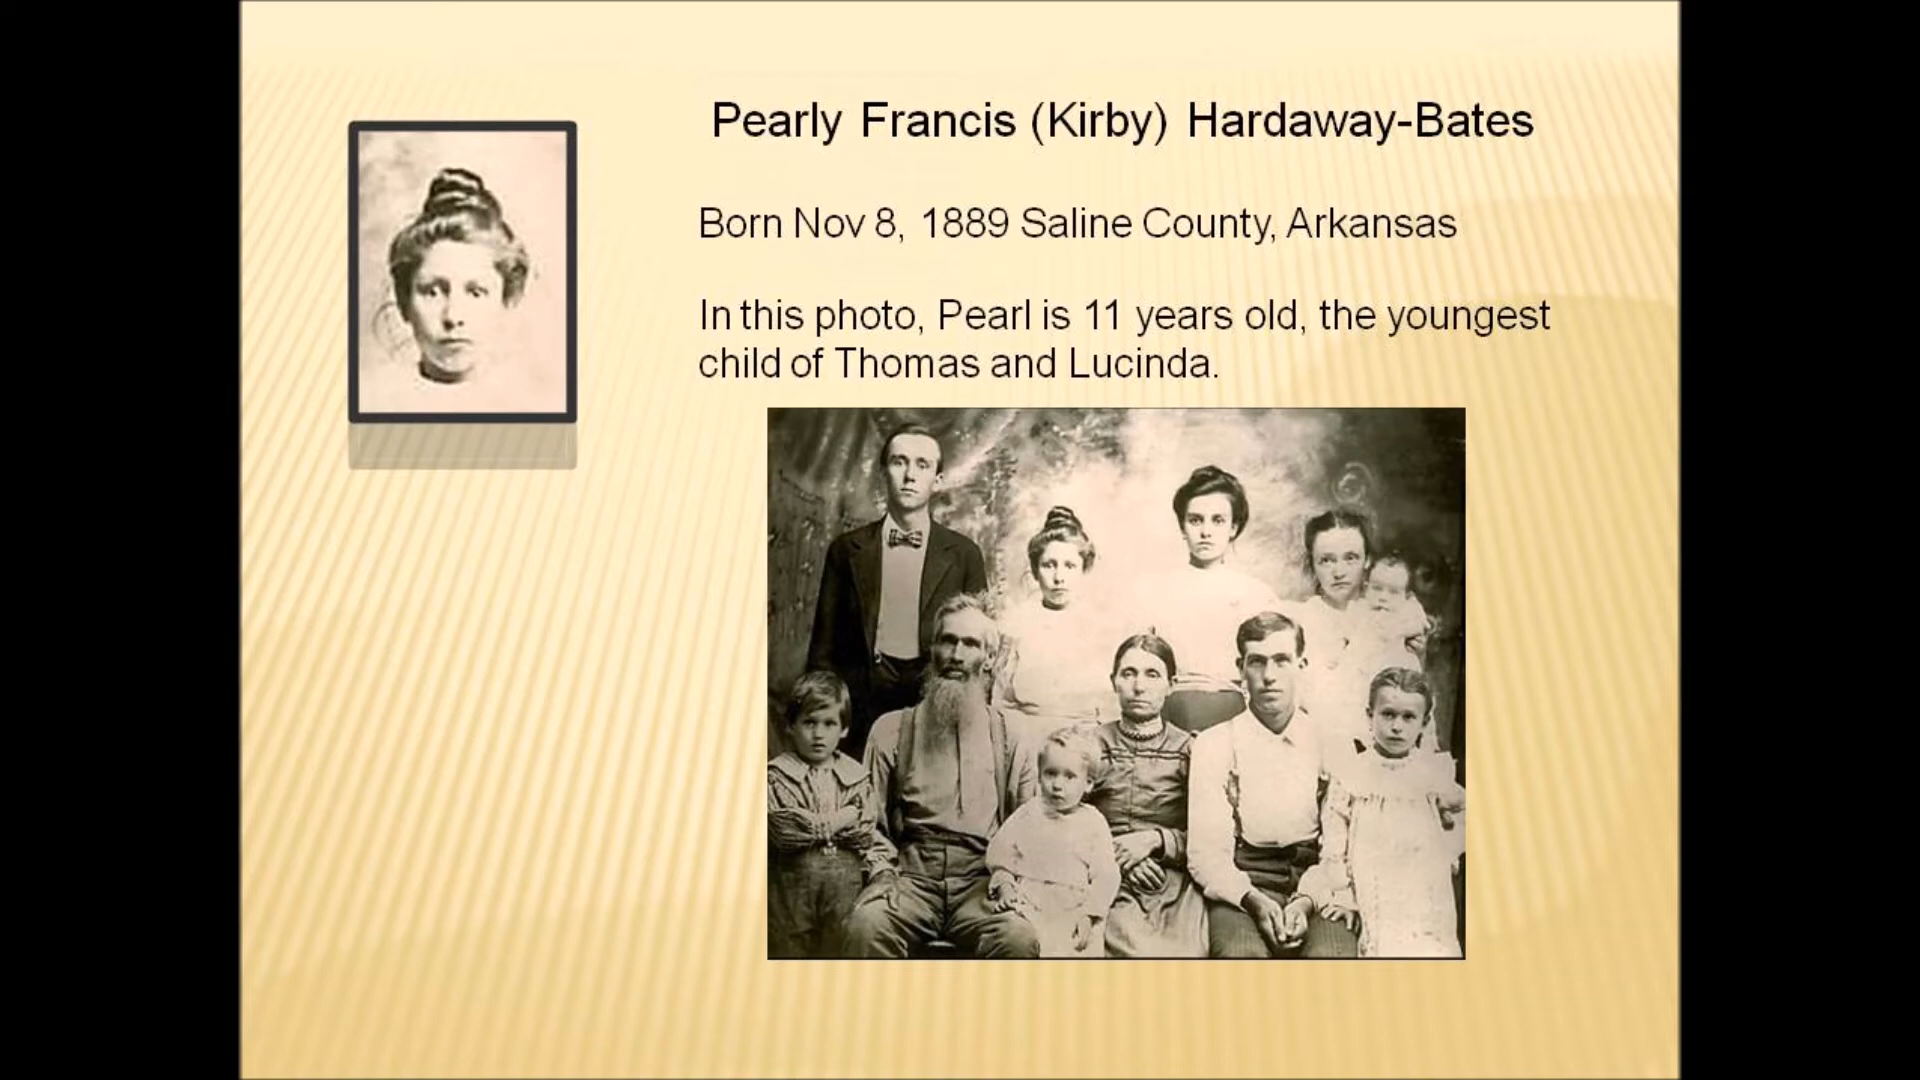 Pearly Francis (Kirby) Hardaway-Bates
Born Nov 8, 1889 Saline County, Arkansas
In this photo, Pearl is 11 years old, the youngest
child of Thomas and Lucinda.